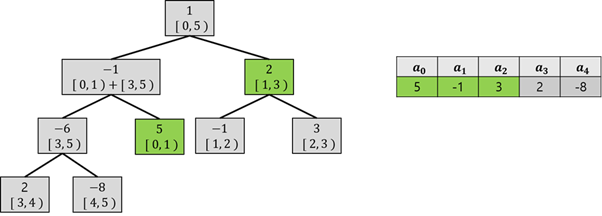 1
[ 0,5 )
−1
[ 0,1 ) + [ 3,5 )
2
[ 1,3 )
−6
[ 3,5 )
5
[ 0,1 )
−1
[ 1,2 )
3
[ 2,3 )
2
[ 3,4 )
−8
[ 4,5 )
a₀ a₁ a₂ a₃ a₄
5 -1 3 2 -8